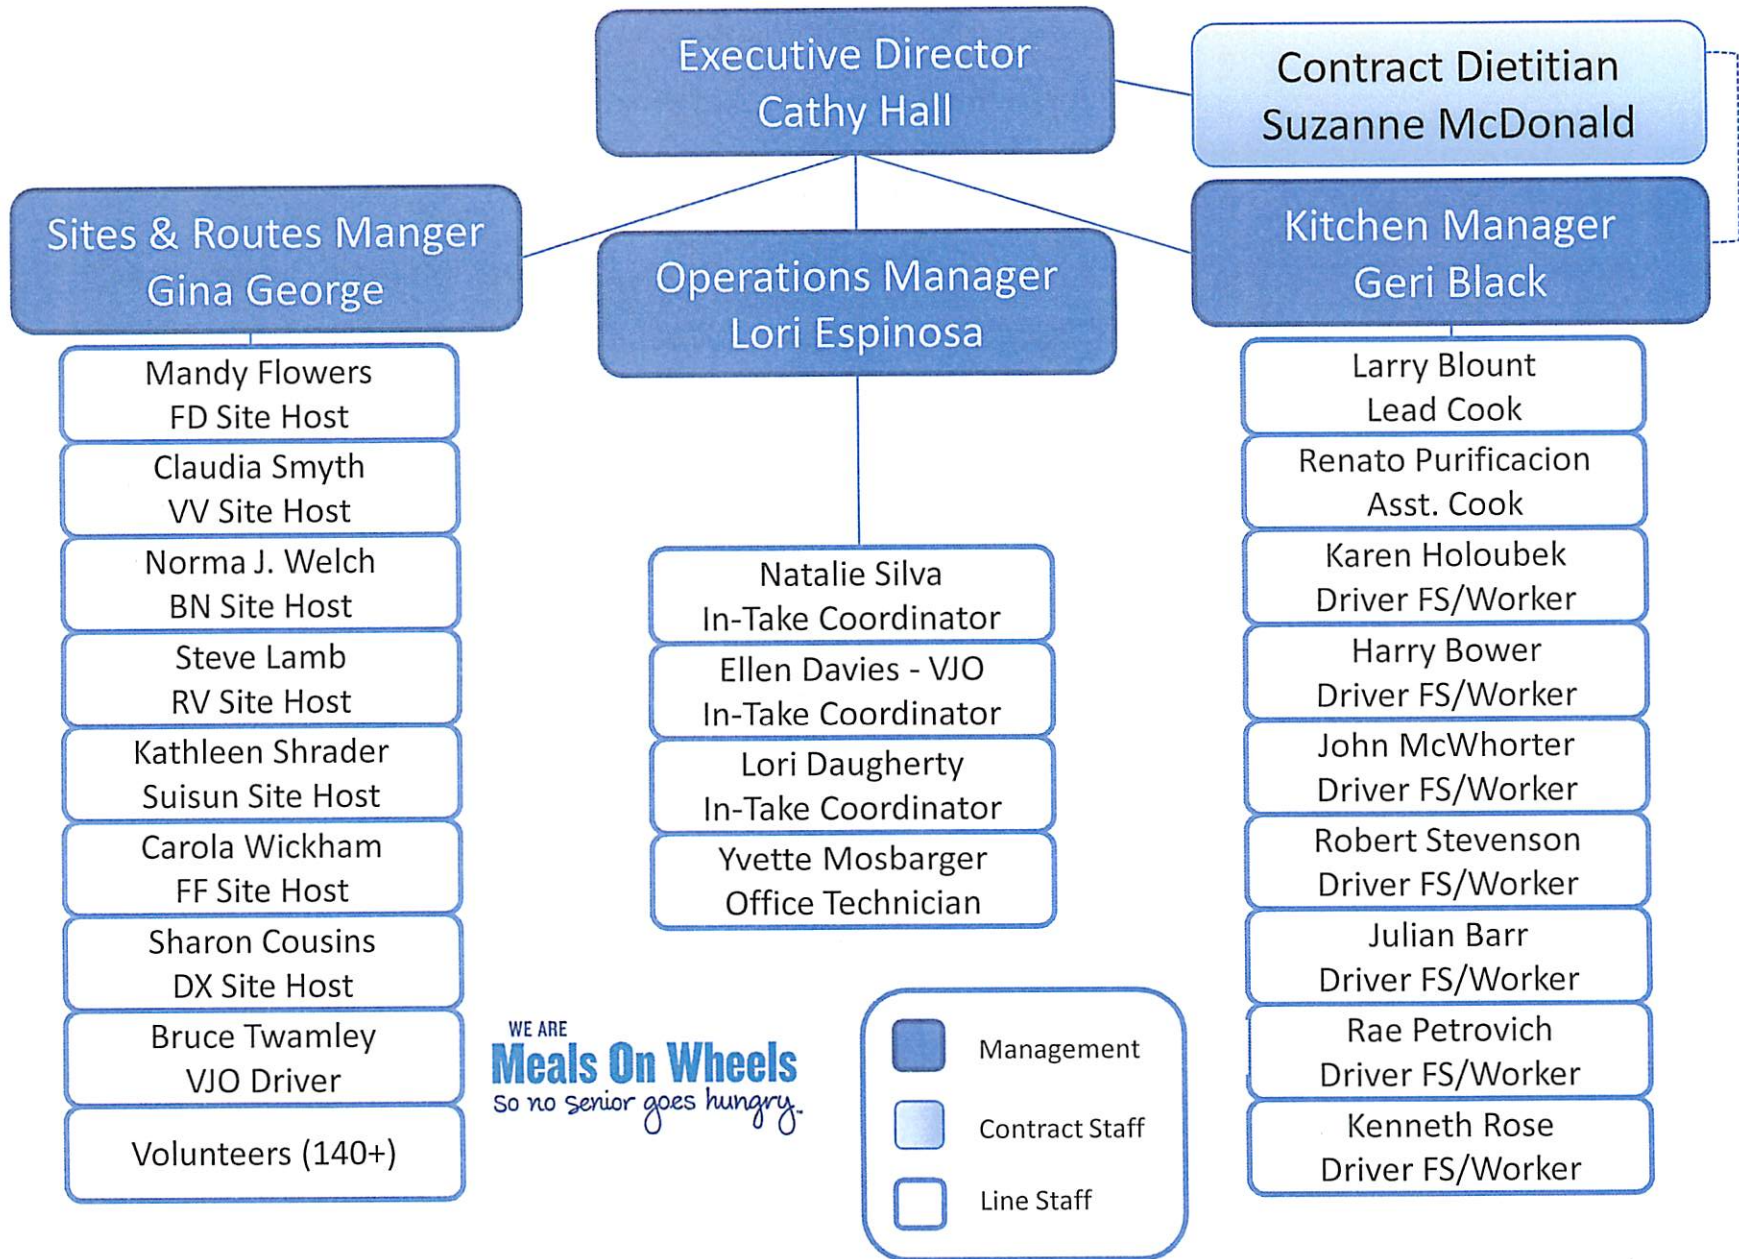 Executive Director
Cathy Hall
Contract Dietitian
Suzanne McDonald
Sites & Routes Manger
Gina George
Operations Manager
Lori Espinosa
Kitchen Manager
Geri Black
Mandy Flowers
FD Site Host
Claudia Smyth
VV Site Host
Norma J. Welch
BN Site Host
Steve Lamb
RV Site Host
Kathleen Shrader
Suisun Site Host
Carola Wickham
FF Site Host
Sharon Cousins
DX Site Host
Bruce Twamley
VJO Driver
Volunteers (140+)
Natalie Silva
In-Take Coordinator
Ellen Davies - VJO
In-Take Coordinator
Lori Daugherty
In-Take Coordinator
Yvette Mosbarger
Office Technician
Larry Blount
Lead Cook
Renato Purificacion
Asst. Cook
Karen Holoubek
Driver FS/Worker
Harry Bower
Driver FS/Worker
John McWhorter
Driver FS/Worker
Robert Stevenson
Driver FS/Worker
Julian Barr
Driver FS/Worker
Rae Petrovich
Driver FS/Worker
Kenneth Rose
Driver FS/Worker
WE ARE
Meals On Wheels
So no senior goes hungry.
Management
Contract Staff
Line Staff